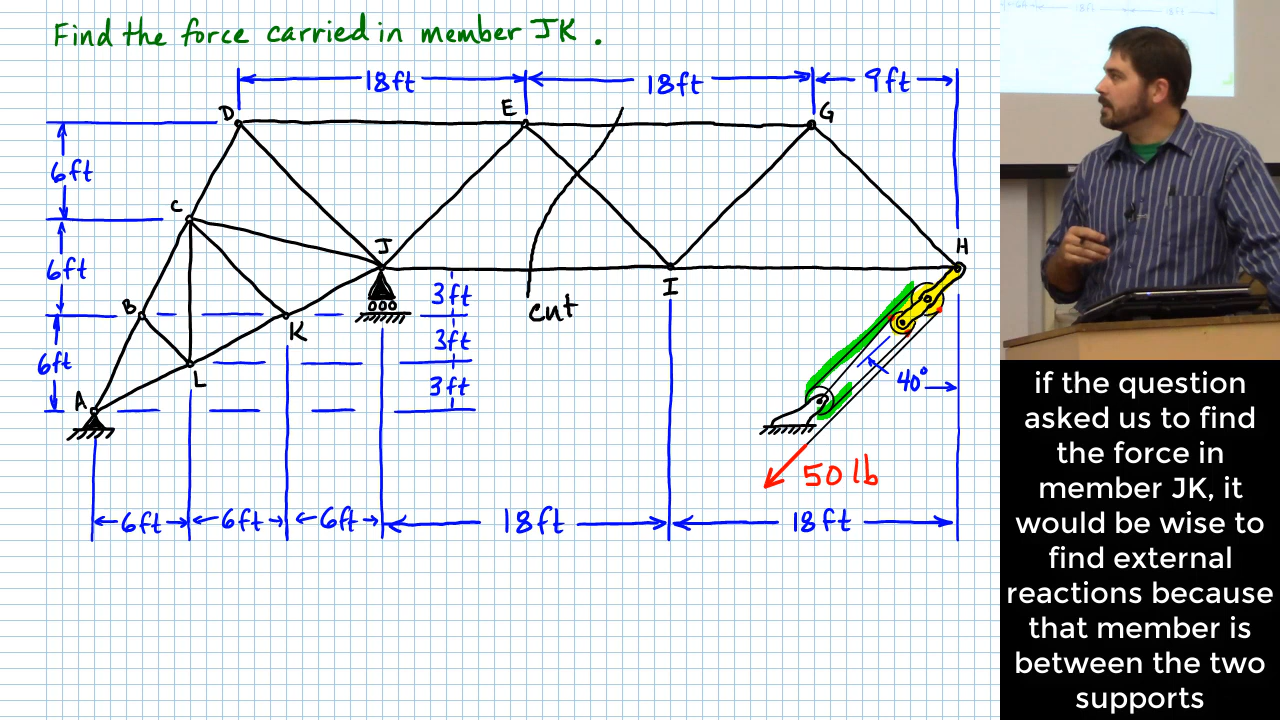 Find the force carried in member JK.
18ft
18ft
9ft
D
E
G
6ft
C
J
H
6ft
3ft
I
B
cut
K
3ft
6ft
L
3ft
40°
A
50 lb
6ft
6ft
6ft
18ft
18ft
if the question
asked us to find
the force in
member JK, it
would be wise to
find external
reactions because
that member is
between the two
supports